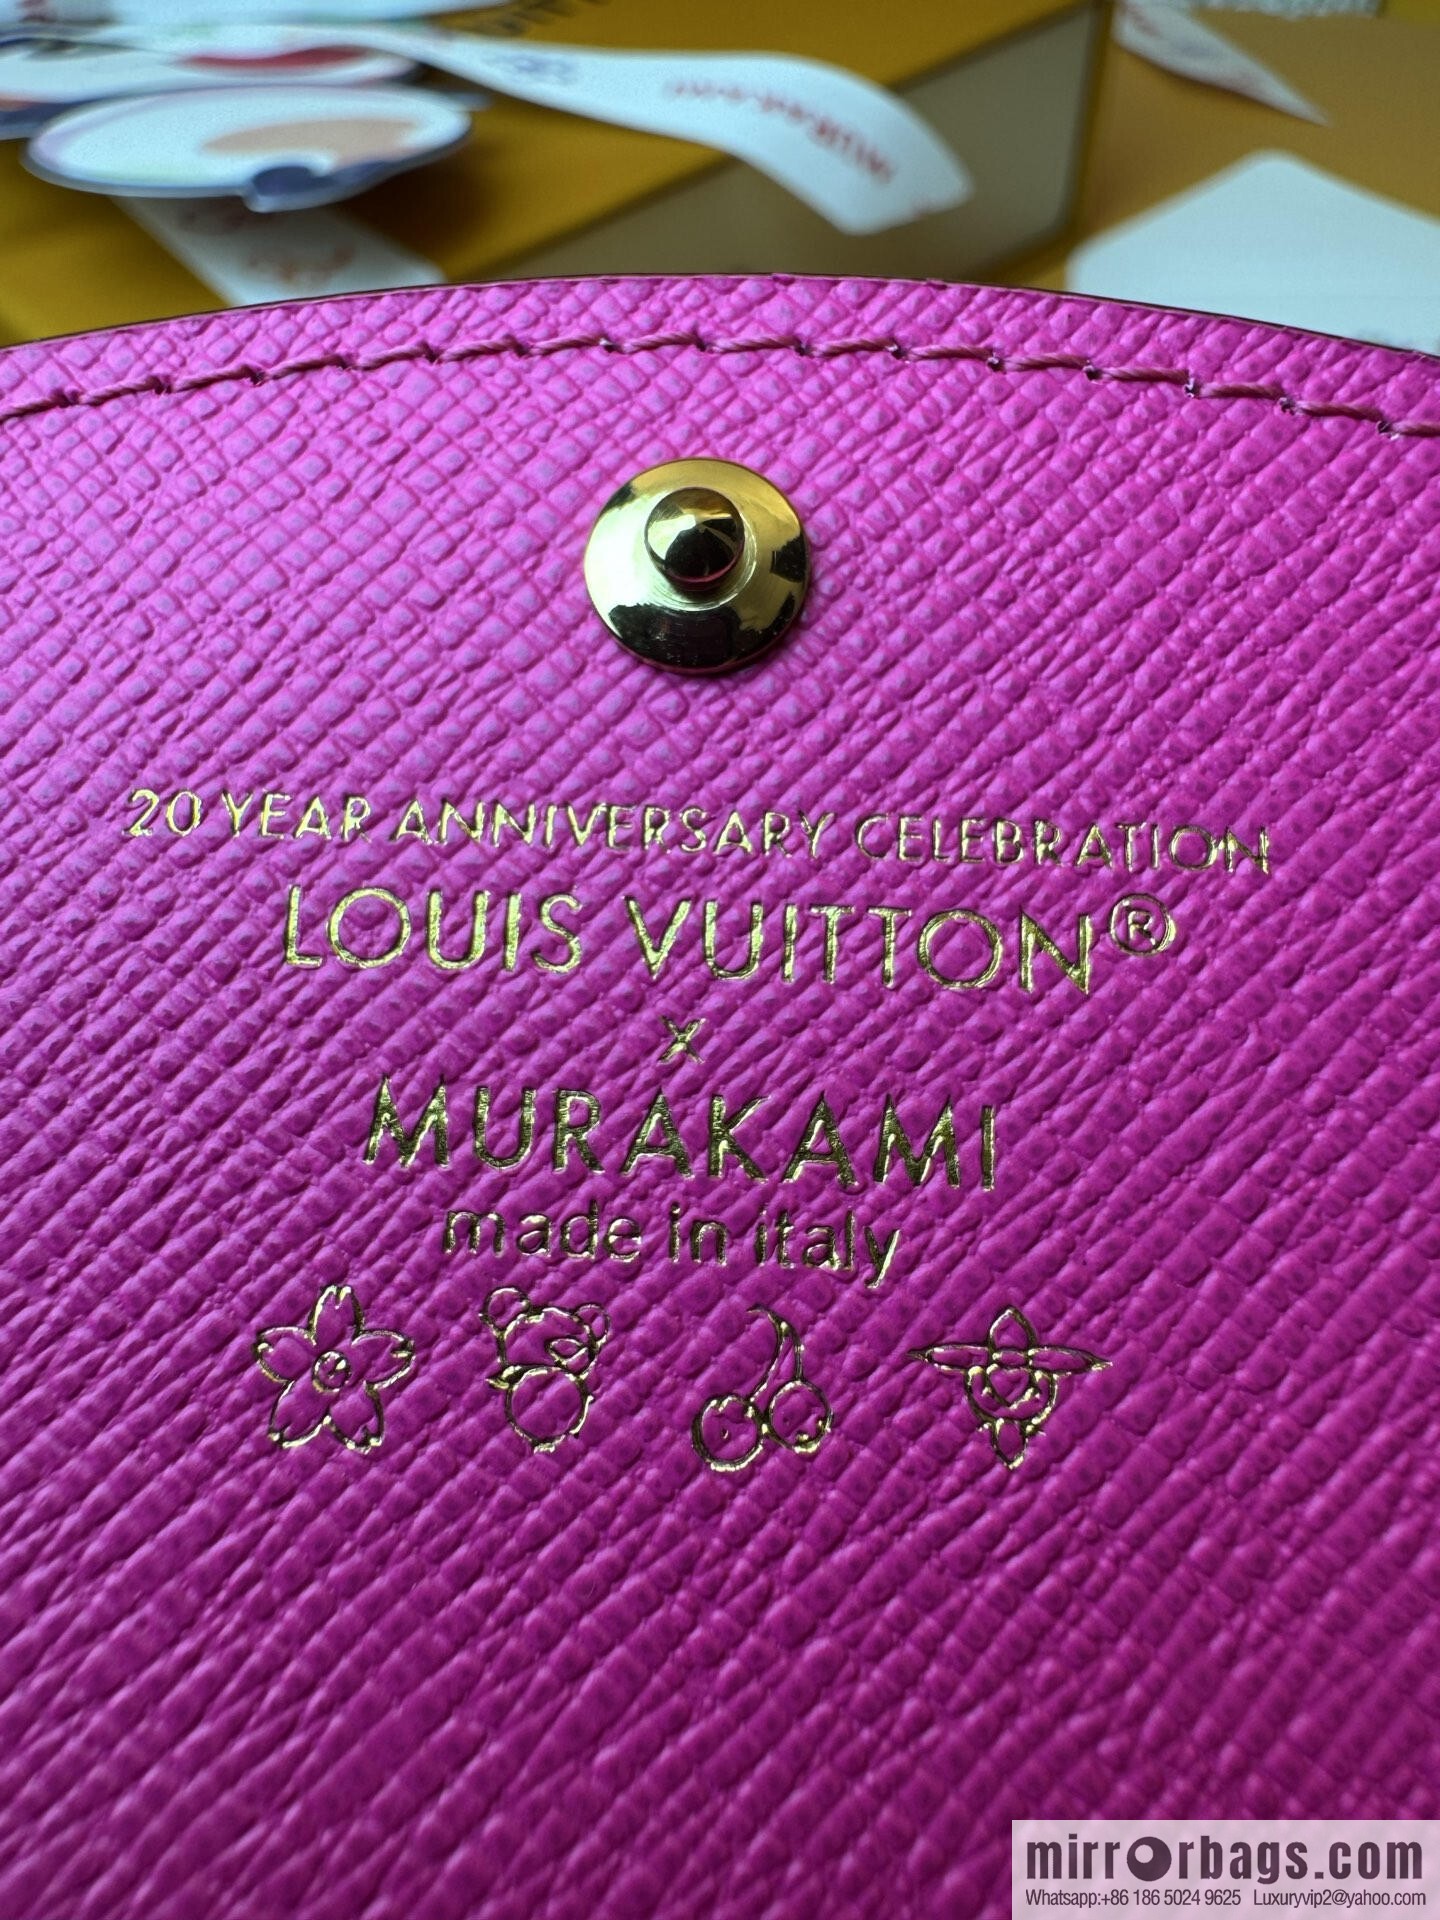 20 YEAR ANNIVERSARY CELEBRATION
LOUIS VUITTON®
x
MURAKAMI
made in italy
mirrorbags.com
Whatsapp:+86 186 5024 9625 Luxuryvip2@yahoo.com